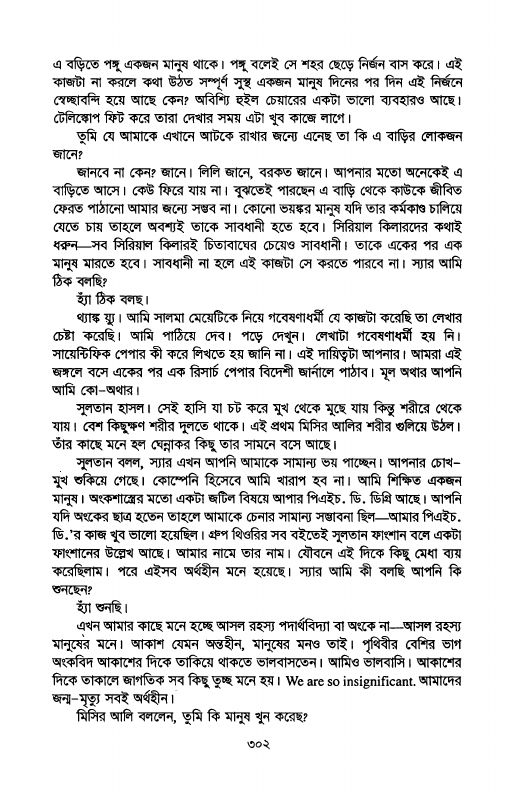 এ বড়িতে পঙ্গু একজন মানুষ থাকে। পঙ্গু বলেই সে শহর ছেড়ে নির্জন বাস করে। এই
কাজটা না করলে কথা উঠত সম্পূর্ণ সুস্থ একজন মানুষ দিনের পর দিন এই নির্জনে
স্বেচ্ছাবন্দি হয়ে আছে কেন? অবিশ্যি হুইল চেয়ারের একটা ভালো ব্যবহারও আছে।
টেলিস্কোপ ফিট করে তারা দেখার সময় এটা খুব কাজে লাগে।
তুমি যে আমাকে এখানে আটকে রাখার জন্যে এনেছ তা কি এ বাড়ির লোকজন
জানে?
জানবে না কেন? জানে। লিলি জানে, বরকত জানে। আপনার মতো অনেকেই এ
বাড়িতে আসে। কেউ ফিরে যায় না। বুঝতেই পারছেন এ বাড়ি থেকে কাউকে জীবিত
ফেরত পাঠানো আমার জন্যে সম্ভব না। কোনো ভয়ঙ্কর মানুষ যদি তার কর্মকাণ্ড চালিয়ে
যেতে চায় তাহলে অবশ্যই তাকে সাবধানী হতে হবে। সিরিয়াল কিলারদের কথাই
ধরুন—সব সিরিয়াল কিলারই চিতাবাঘের চেয়েও সাবধানী। তাকে একের পর এক
মানুষ মারতে হবে। সাবধানী না হলে এই কাজটা সে করতে পারবে না। স্যার আমি
ঠিক বলছি?
হ্যাঁ ঠিক বলছ।
থ্যাঙ্ক য়্যু। আমি সালমা মেয়েটিকে নিয়ে গবেষণাধর্মী যে কাজটা করেছি তা লেখার
চেষ্টা করেছি। আমি পাঠিয়ে দেব। পড়ে দেখুন। লেখাটা গবেষণাধর্মী হয় নি।
সায়েন্টিফিক পেপার কী করে লিখতে হয় জানি না। এই দায়িত্বটা আপনার। আমরা এই
জঙ্গলে বসে একের পর এক রিসার্চ পেপার বিদেশী জার্নালে পাঠাব। মূল অথার আপনি
আমি কো-অথার।
সুলতান হাসল। সেই হাসি যা চট করে মুখ থেকে মুছে যায় কিন্তু শরীরে থেকে
যায়। বেশ কিছুক্ষণ শরীর দুলতে থাকে। এই প্রথম মিসির আলির শরীর গুলিয়ে উঠল।
তাঁর কাছে মনে হল ঘেন্নাকর কিছু তার সামনে বসে আছে।
সুলতান বলল, স্যার এখন আপনি আমাকে সামান্য ভয় পাচ্ছেন। আপনার চোখ-
মুখ শুকিয়ে গেছে। কোম্পেনি হিসেবে আমি খারাপ হব না। আমি শিক্ষিত একজন
মানুষ। অংকশাস্ত্রের মতো একটা জটিল বিষয়ে আপার পিএইচ. ডি. ডিগ্রি আছে। আপনি
যদি অংকের ছাত্র হতেন তাহলে আমাকে চেনার সামান্য সম্ভাবনা ছিল—আমার পিএইচ.
ডি.'র কাজ খুব ভালো হয়েছিল। গ্রুপ থিওরির সব বইতেই সুলতান ফাংশান বলে একটা
ফাংশানের উল্লেখ আছে। আমার নামে তার নাম। যৌবনে এই দিকে কিছু মেধা ব্যয়
করেছিলাম। পরে এইসব অর্থহীন মনে হয়েছে। স্যার আমি কী বলছি আপনি কি
শুনছেন?
হ্যাঁ শুনছি।
এখন আমার কাছে মনে হচ্ছে আসল রহস্য পদার্থবিদ্যা বা অংকে না—আসল রহস্য
মানুষের মনে। আকাশ যেমন অন্তহীন, মানুষের মনও তাই। পৃথিবীর বেশির ভাগ
অংকবিদ আকাশের দিকে তাকিয়ে থাকতে ভালবাসতেন। আমিও ভালবাসি। আকাশের
দিকে তাকালে জাগতিক সব কিছু তুচ্ছ মনে হয়। We are so insignificant. আমাদের
জন্ম-মৃত্যু সবই অর্থহীন।
মিসির আলি বললেন, তুমি কি মানুষ খুন করেছ?
৩০২